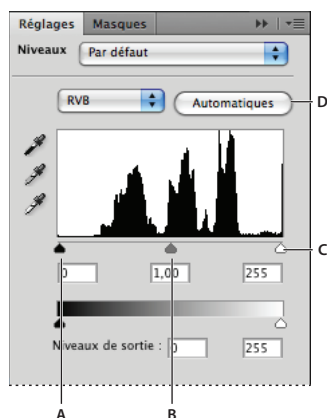 Réglages Masques
Niveaux Par défaut
RVB Automatiques D
C
0 1,00 255
Niveaux de sortie : 0 255
A B